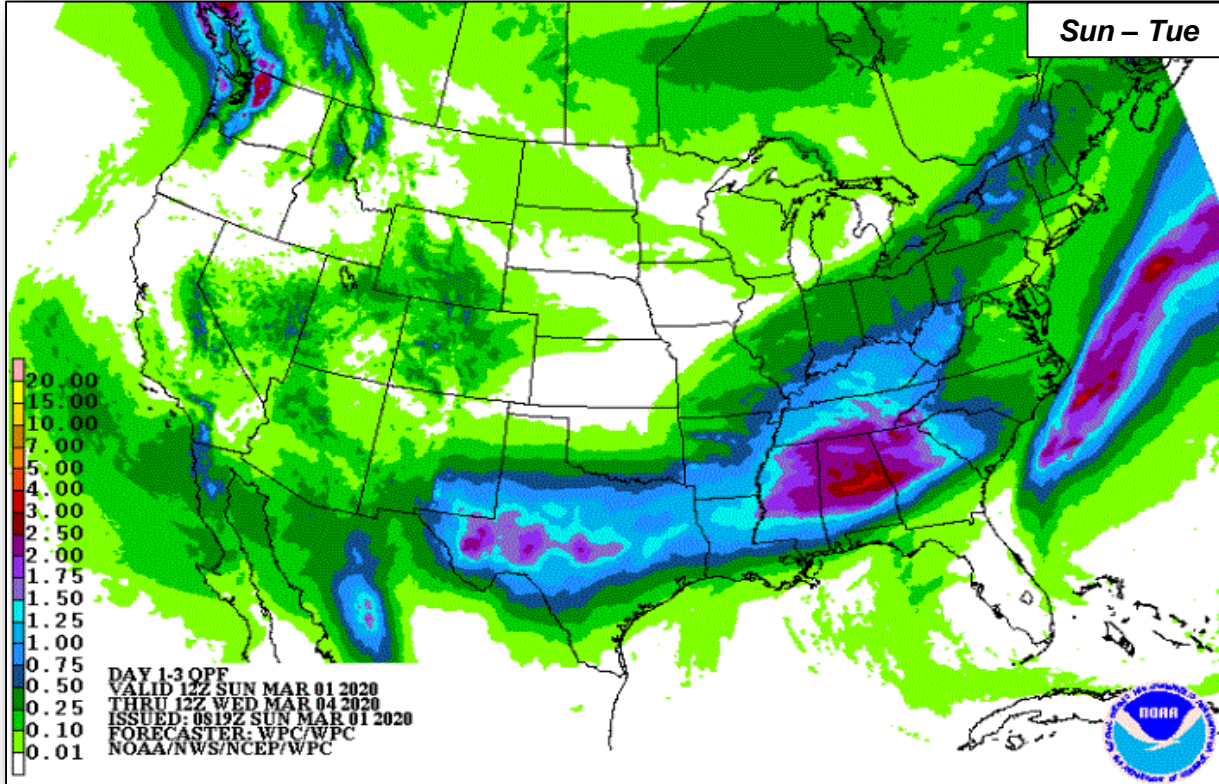 Sun – Tue
20.00
15.00
10.00
7.00
5.00
4.00
3.00
2.50
2.00
1.75
1.50
1.25
1.00
0.75
0.50
0.25
0.10
0.01
DAY 1-3 QPF
VALID 12Z SUN MAR 01 2020
THRU 12Z WED MAR 04 2020
ISSUED: 0819Z SUN MAR 01 2020
FORECASTER: WPC/WPC
NOAA/NWS/NCEP/WPC
NOAA